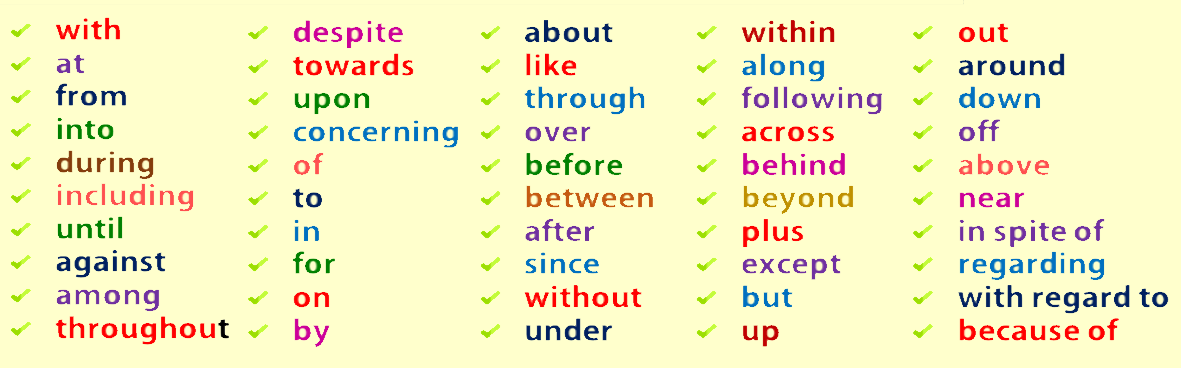 with
at
from
into
during
including
until
against
among
throughout
despite
towards
upon
concerning
of
to
in
for
on
by
about
like
through
over
before
between
after
since
without
under
within
along
following
across
behind
beyond
plus
except
but
up
out
around
down
off
above
near
in spite of
regarding
with regard to
because of